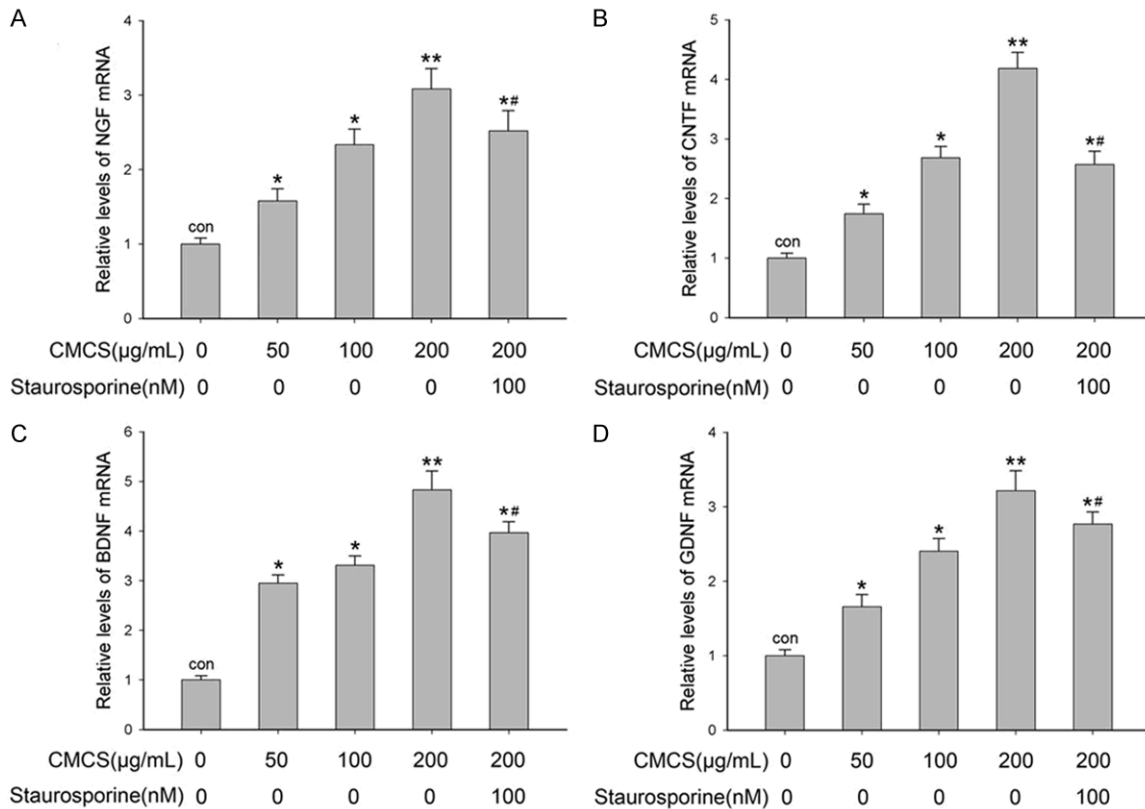 A
Relative levels of NGF mRNA
4
3
2
1
0
con
*
*
**
*#
CMCS(µg/mL) 0 50 100 200 200
Staurosporine(nM) 0 0 0 0 100
B
Relative levels of CNTF mRNA
5
4
3
2
1
0
con
*
*
**
*#
CMCS(µg/mL) 0 50 100 200 200
Staurosporine(nM) 0 0 0 0 100
C
Relative levels of BDNF mRNA
6
5
4
3
2
1
0
con
*
*
**
*#
CMCS(µg/mL) 0 50 100 200 200
Staurosporine(nM) 0 0 0 0 100
D
Relative levels of GDNF mRNA
4
3
2
1
0
con
*
*
**
*#
CMCS(µg/mL) 0 50 100 200 200
Staurosporine(nM) 0 0 0 0 100